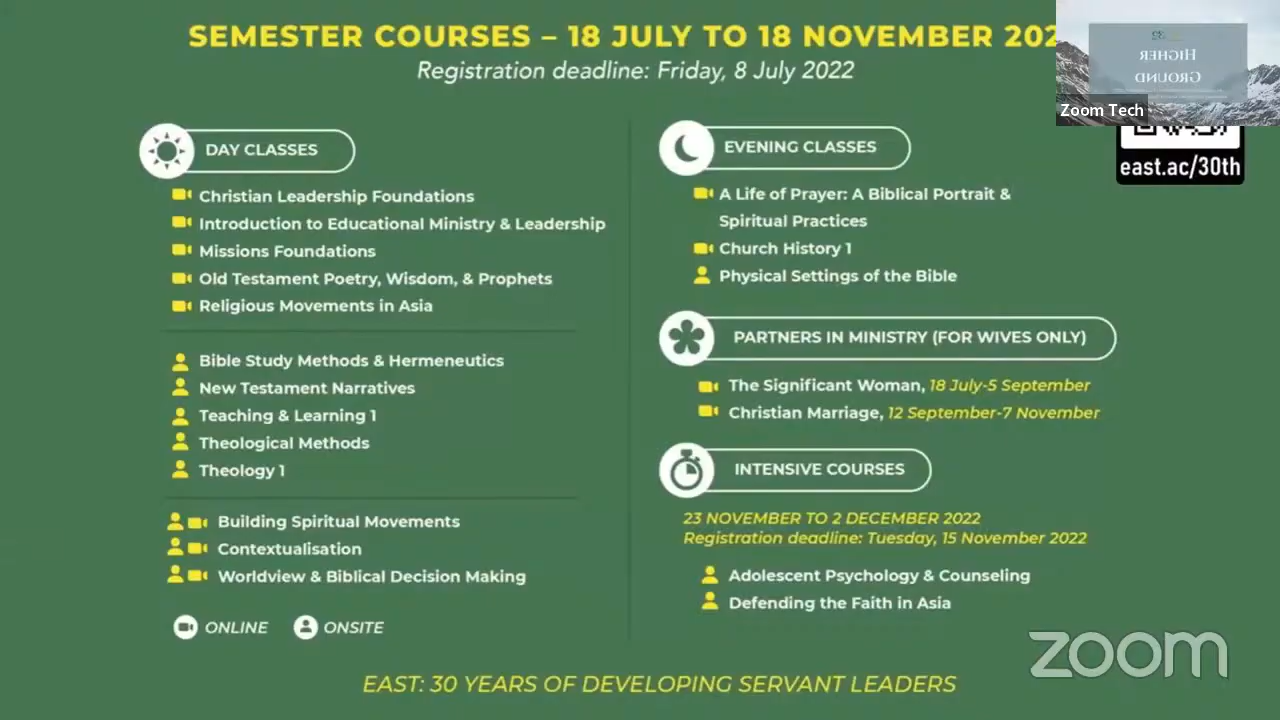 SEMESTER COURSES – 18 JULY TO 18 NOVEMBER 202
Registration deadline: Friday, 8 July 2022
HIGHER
GROUND
Zoom Tech
east.ac/30th
DAY CLASSES
Christian Leadership Foundations
Introduction to Educational Ministry & Leadership
Missions Foundations
Old Testament Poetry, Wisdom, & Prophets
Religious Movements in Asia
Bible Study Methods & Hermeneutics
New Testament Narratives
Teaching & Learning 1
Theological Methods
Theology 1
Building Spiritual Movements
Contextualisation
Worldview & Biblical Decision Making
ONLINE ONSITE
EVENING CLASSES
A Life of Prayer: A Biblical Portrait &
Spiritual Practices
Church History 1
Physical Settings of the Bible
PARTNERS IN MINISTRY (FOR WIVES ONLY)
The Significant Woman, 18 July-5 September
Christian Marriage, 12 September-7 November
INTENSIVE COURSES
23 NOVEMBER TO 2 DECEMBER 2022
Registration deadline: Tuesday, 15 November 2022
Adolescent Psychology & Counseling
Defending the Faith in Asia
zoom
EAST: 30 YEARS OF DEVELOPING SERVANT LEADERS